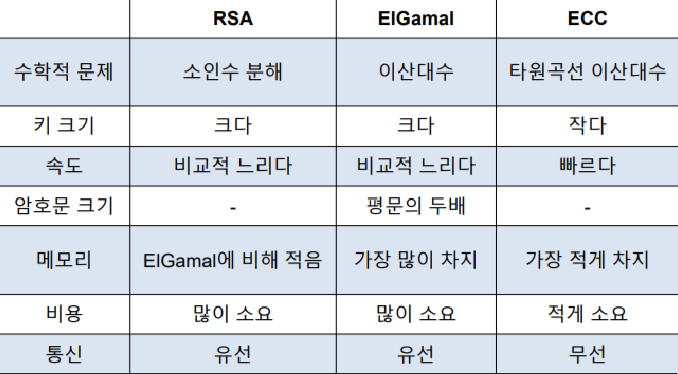 RSA ElGamal ECC
수학적 문제 소인수 분해 이산대수 타원곡선 이산대수
키 크기 크다 크다 작다
속도 비교적 느리다 비교적 느리다 빠르다
암호문 크기 - 평문의 두배 -
메모리 ElGamal에 비해 적음 가장 많이 차지 가장 적게 차지
비용 많이 소요 많이 소요 적게 소요
통신 유선 유선 무선